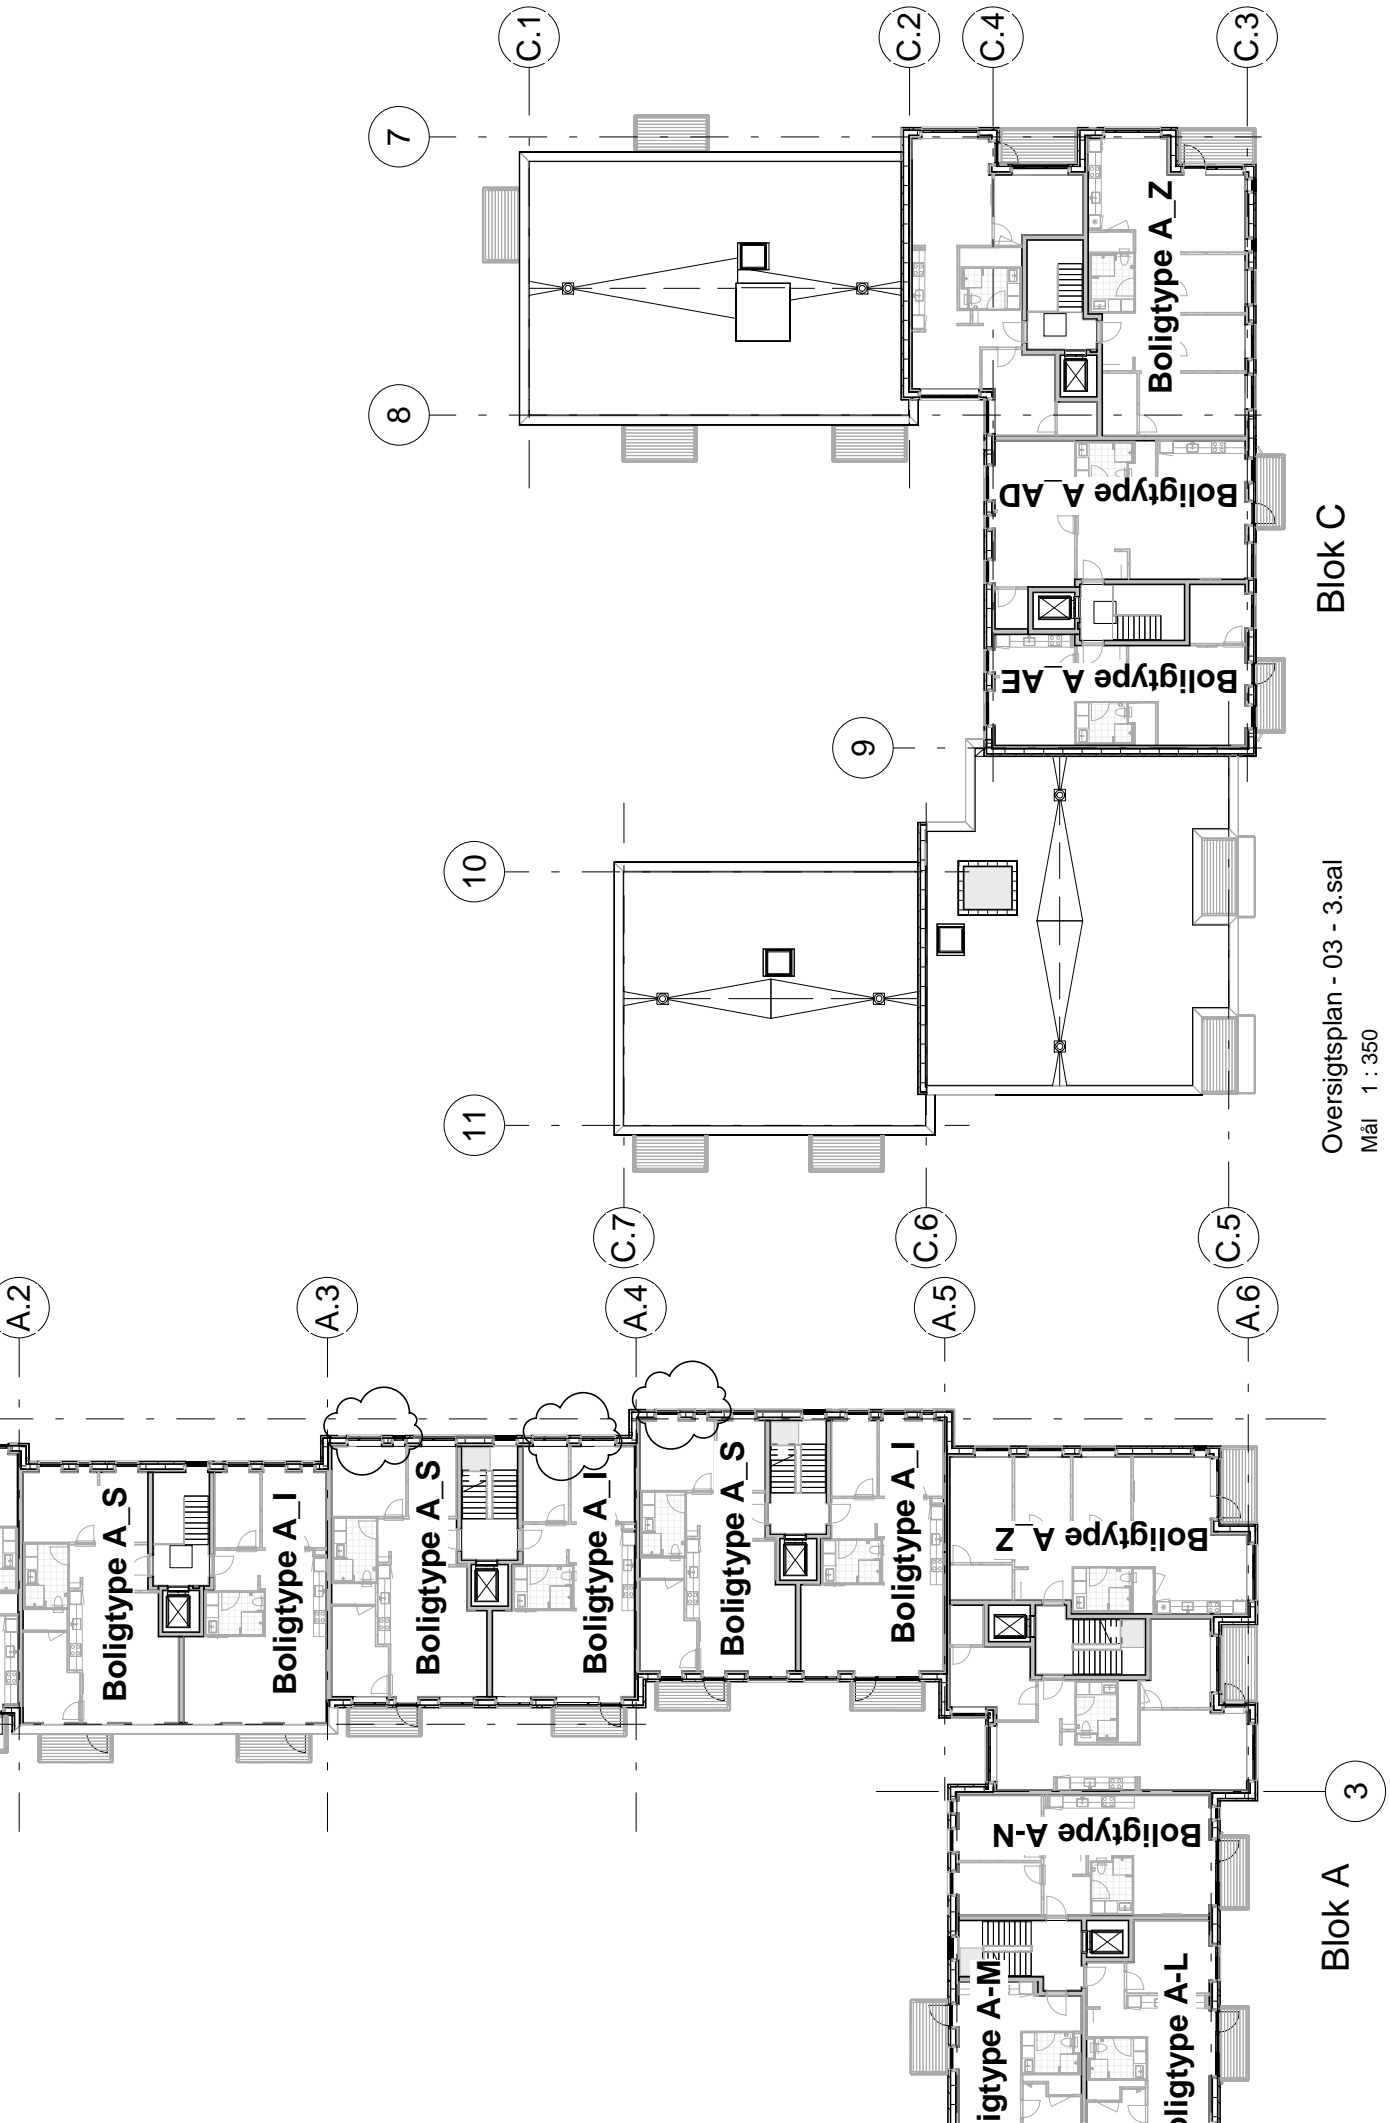 C.1
C.2
C.4
C.3
7
8
Boligtype A_Z
Boligtype A_AD
Boligtype A_AE
Blok C
9
10
11
Oversigtsplan - 03 - 3.sal
Mål 1 : 350
C.7
C.6
C.5
A.2
A.3
A.4
A.5
A.6
Boligtype A_S
Boligtype A_I
Boligtype A_S
Boligtype A_I
Boligtype A_S
Boligtype A_I
Boligtype A_Z
3
Boligtype A-N
Blok A
igtype A-M
oligtype A-L